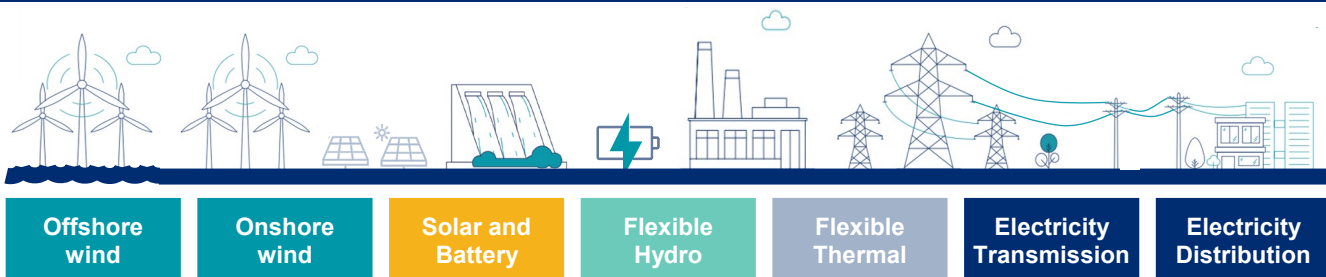 Offshore
wind
Onshore
wind
Solar and
Battery
Flexible
Hydro
Flexible
Thermal
Electricity
Transmission
Electricity
Distribution